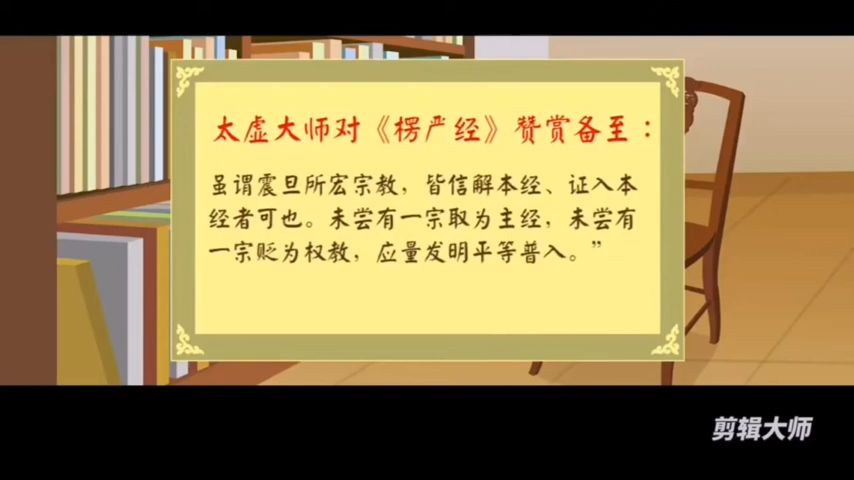 太虚大师对《楞严经》赞赏备至：
虽谓震旦所宏宗教，皆信解本经、证入本
经者可也。未尝有一宗取为主经，未尝有
一宗贬为权教，应量发明平等普入。”
剪辑大师